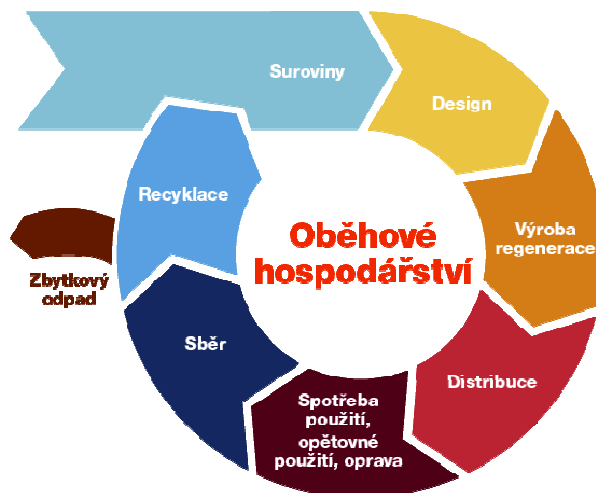 Suroviny
Design
Výroba
regenerace
Distribuce
Spotřeba
použití,
opětovné
použití, oprava
Sběr
Recyklace
Zbytkový
odpad
Oběhové
hospodářství